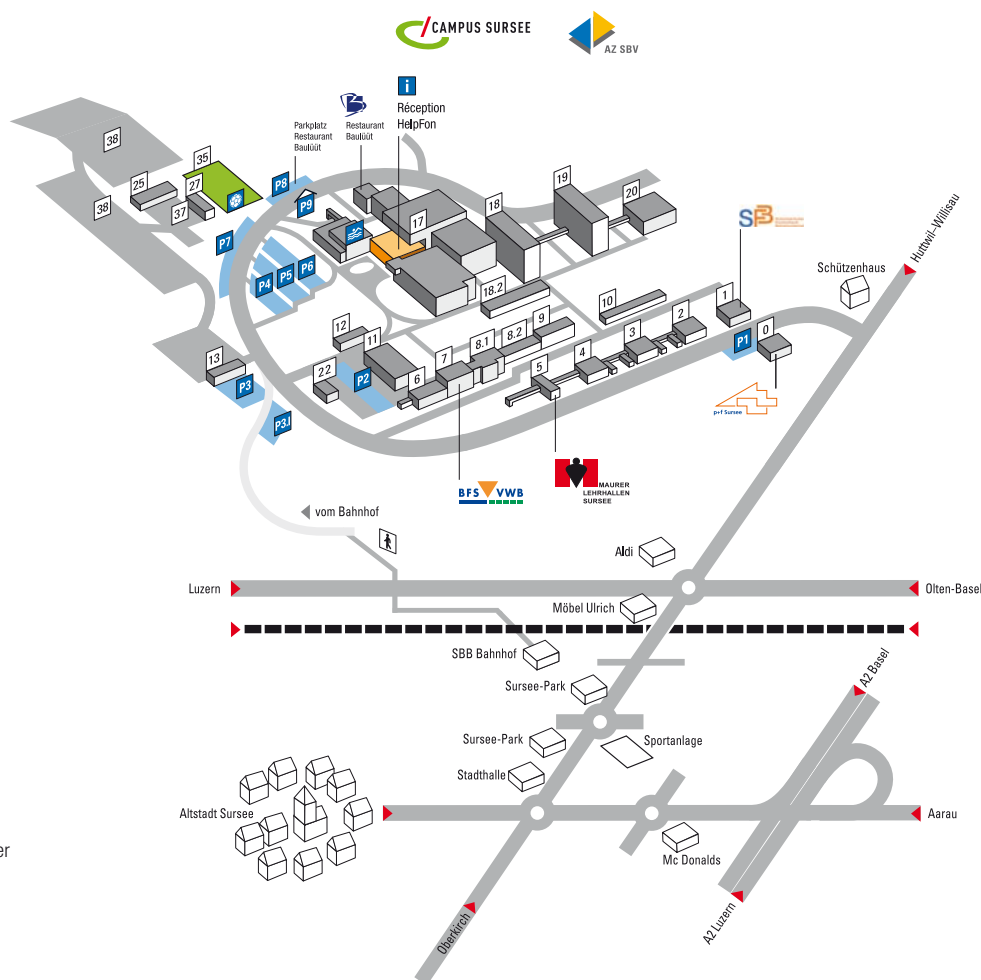 CAMPUS SURSEE
AZ SBV
i
Réception
HelpFon
Parkplatz
Restaurant
Baulüüt
Restaurant
Baulüüt
38
35
25
27
38
37
P8
P9
P7
P4
P5
P6
17
18
19
20
18.2
10
1
2
3
4
5
0
P1
12
11
13
22
P2
P3
P3.1
6
7
8.1
8.2
9
Schützenhaus
Huttwil–Willisau
p+f Sursee
BFS VWB
MAURER
LEHRHALLEN
SURSEE
vom Bahnhof
Aldi
Luzern
Olten-Basel
Möbel Ulrich
SBB Bahnhof
A2 Basel
Sursee-Park
Sursee-Park
Sportanlage
Stadthalle
Altstadt Sursee
Aarau
Mc Donalds
er
Oberkirch
A2 Luzern